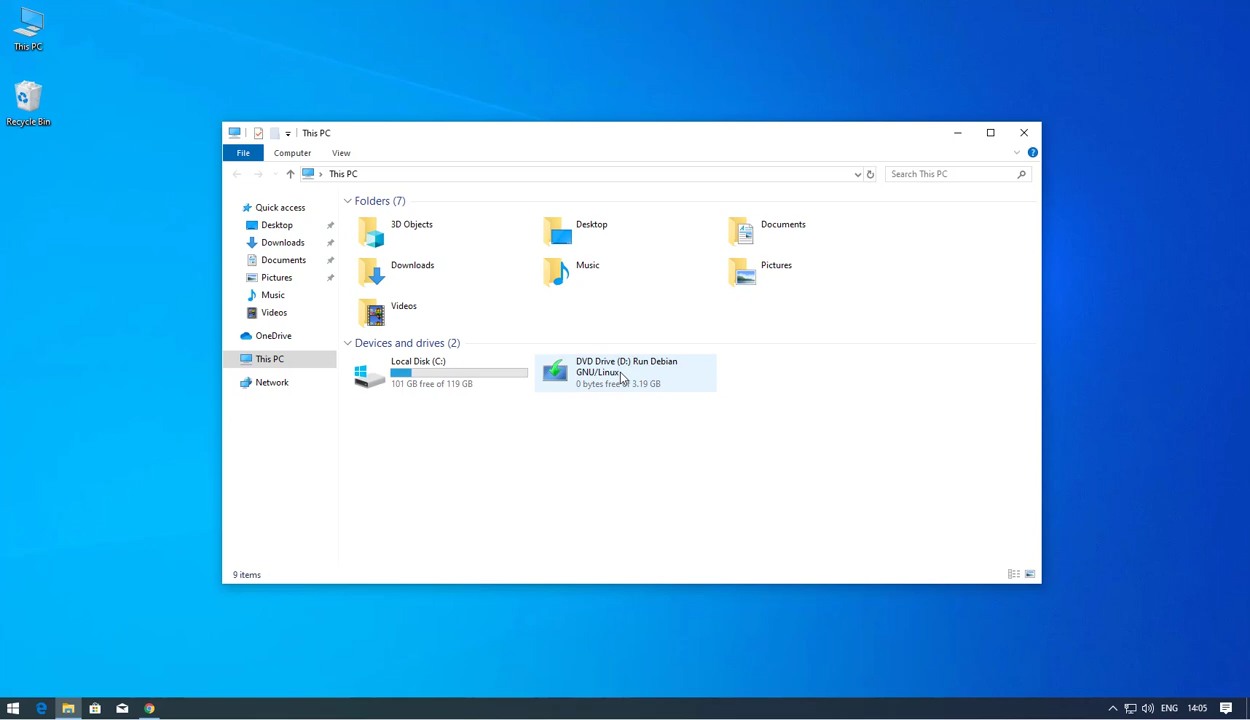 This PC
Recycle Bin
This PC
File
Computer
View
This PC
Search This PC
Quick access
Desktop
Downloads
Documents
Pictures
Music
Videos
OneDrive
This PC
Network
Folders (7)
3D Objects
Desktop
Documents
Downloads
Music
Pictures
Videos
Devices and drives (2)
Local Disk (C:)
101 GB free of 119 GB
DVD Drive (D:) Run Debian
GNU/Linux
0 bytes free of 3.19 GB
9 items
ENG
14:05